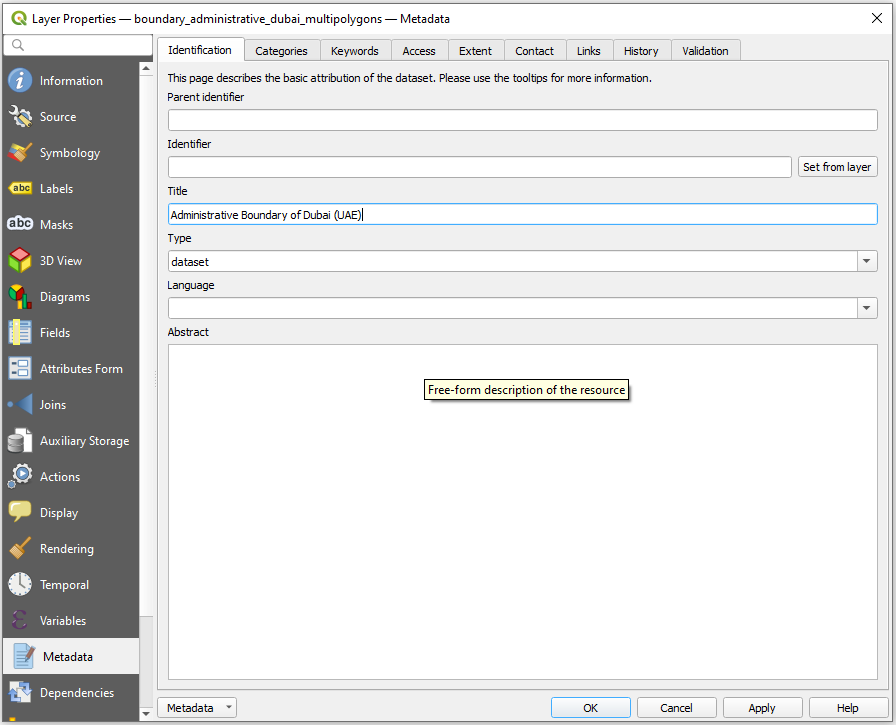 Layer Properties — boundary_administrative_dubai_multipolygons — Metadata
Information
Source
Symbology
abc Labels
abc Masks
3D View
Diagrams
Fields
Attributes Form
Joins
Auxiliary Storage
Actions
Display
Rendering
Temporal
Variables
Metadata
Dependencies
Identification Categories Keywords Access Extent Contact Links History Validation
This page describes the basic attribution of the dataset. Please use the tooltips for more information.
Parent identifier
Identifier
Set from layer
Title
Administrative Boundary of Dubai (UAE)
Type
dataset
Language
Abstract
Free-form description of the resource
Metadata OK Cancel Apply Help